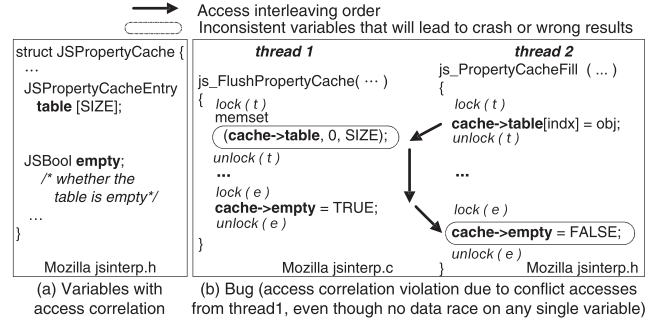 Access interleaving order
Inconsistent variables that will lead to crash or wrong results
struct JSPropertyCache {
...
JSPropertyCacheEntry
table [SIZE];
JSBool empty;
/* whether the
table is empty*/
...
}
Mozilla jsinterp.h
(a) Variables with
access correlation
thread 1
js_FlushPropertyCache( ... )
{
lock ( t )
memset
(cache->table, 0, SIZE);
unlock ( t )
...
lock ( e )
cache->empty = TRUE;
unlock ( e )
}
Mozilla jsinterp.c
thread 2
js_PropertyCacheFill ( ... )
{
lock ( t )
cache->table[indx] = obj;
unlock ( t )
...
lock ( e )
cache->empty = FALSE;
unlock ( e )
}
Mozilla jsinterp.h
(b) Bug (access correlation violation due to conflict accesses
from thread1, even though no data race on any single variable)